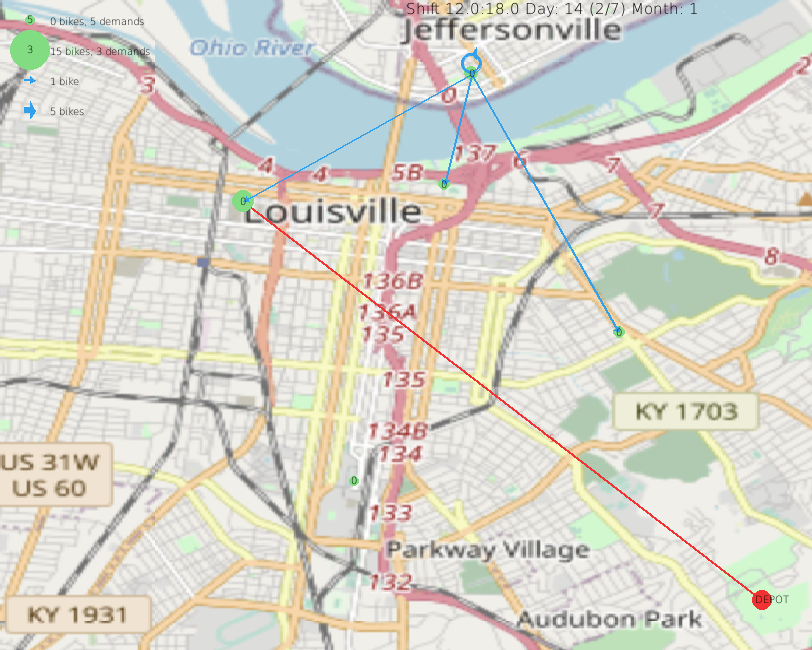 Shift 12.0:18.0 Day: 14 (2/7) Month: 1
5 0 bikes, 5 demands
Jeffersonville
Ohio River
3 15 bikes, 3 demands
1 bike
5 bikes
3
0
0
2
137
6
4
4
5B
7
0
0
Louisville
7
8
136B
136A
135
0
135
KY 1703
134B
134
US 31W
US 60
0
133
Parkway Village
132
DEPOT
KY 1931
Audubon Park